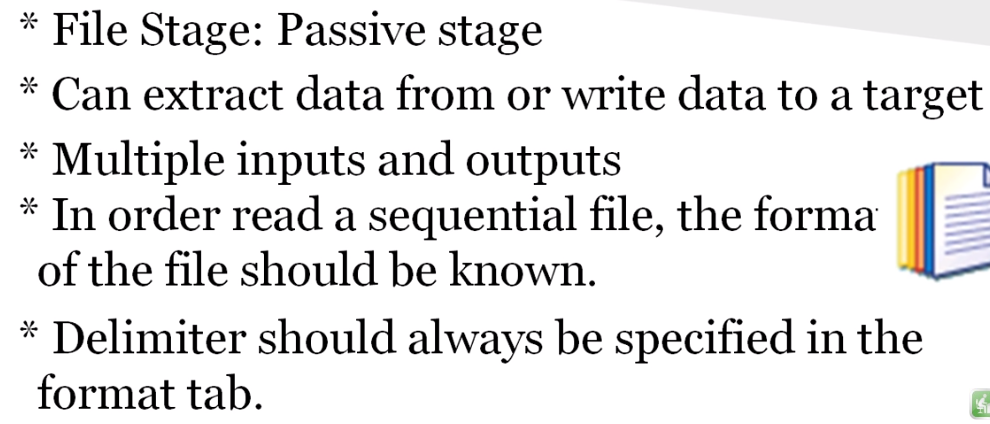 * File Stage: Passive stage
* Can extract data from or write data to a target
* Multiple inputs and outputs
* In order read a sequential file, the forma
of the file should be known.
* Delimiter should always be specified in the
format tab.